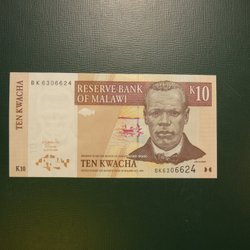 RESERVE BANK
OF MALAWI
K10
BK6306624
TEN KWACHA
TEN KWACHA
K10
BK6306624